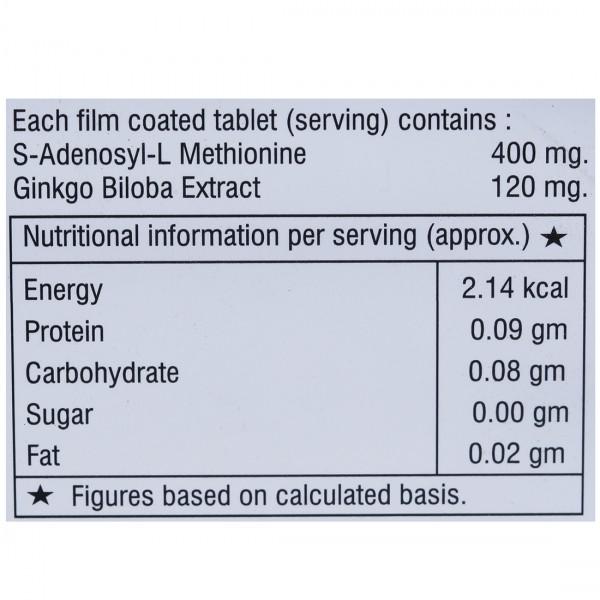 Each film coated tablet (serving) contains :
S-Adenosyl-L Methionine 400 mg.
Ginkgo Biloba Extract 120 mg.
Nutritional information per serving (approx.) ★
Energy 2.14 kcal
Protein 0.09 gm
Carbohydrate 0.08 gm
Sugar 0.00 gm
Fat 0.02 gm
★ Figures based on calculated basis.